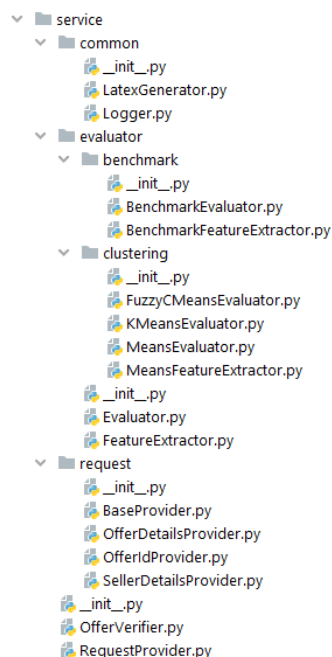 service
common
__init__.py
LatexGenerator.py
Logger.py
evaluator
benchmark
__init__.py
BenchmarkEvaluator.py
BenchmarkFeatureExtractor.py
clustering
__init__.py
FuzzyCMeansEvaluator.py
KMeansEvaluator.py
MeansEvaluator.py
MeansFeatureExtractor.py
__init__.py
Evaluator.py
FeatureExtractor.py
request
__init__.py
BaseProvider.py
OfferDetailsProvider.py
OfferIdProvider.py
SellerDetailsProvider.py
__init__.py
OfferVerifier.py
RequestProvider.py